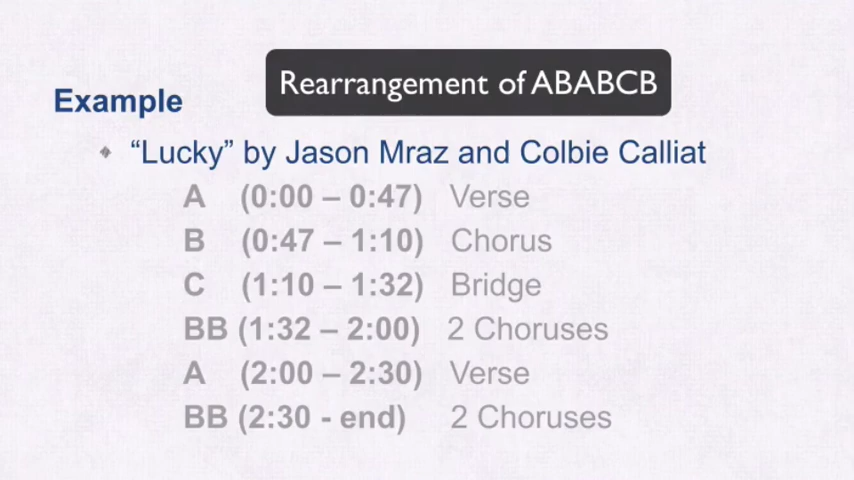 Rearrangement of ABABCB
Example
“Lucky” by Jason Mraz and Colbie Calliat
A (0:00 – 0:47) Verse
B (0:47 – 1:10) Chorus
C (1:10 – 1:32) Bridge
BB (1:32 – 2:00) 2 Choruses
A (2:00 – 2:30) Verse
BB (2:30 - end) 2 Choruses